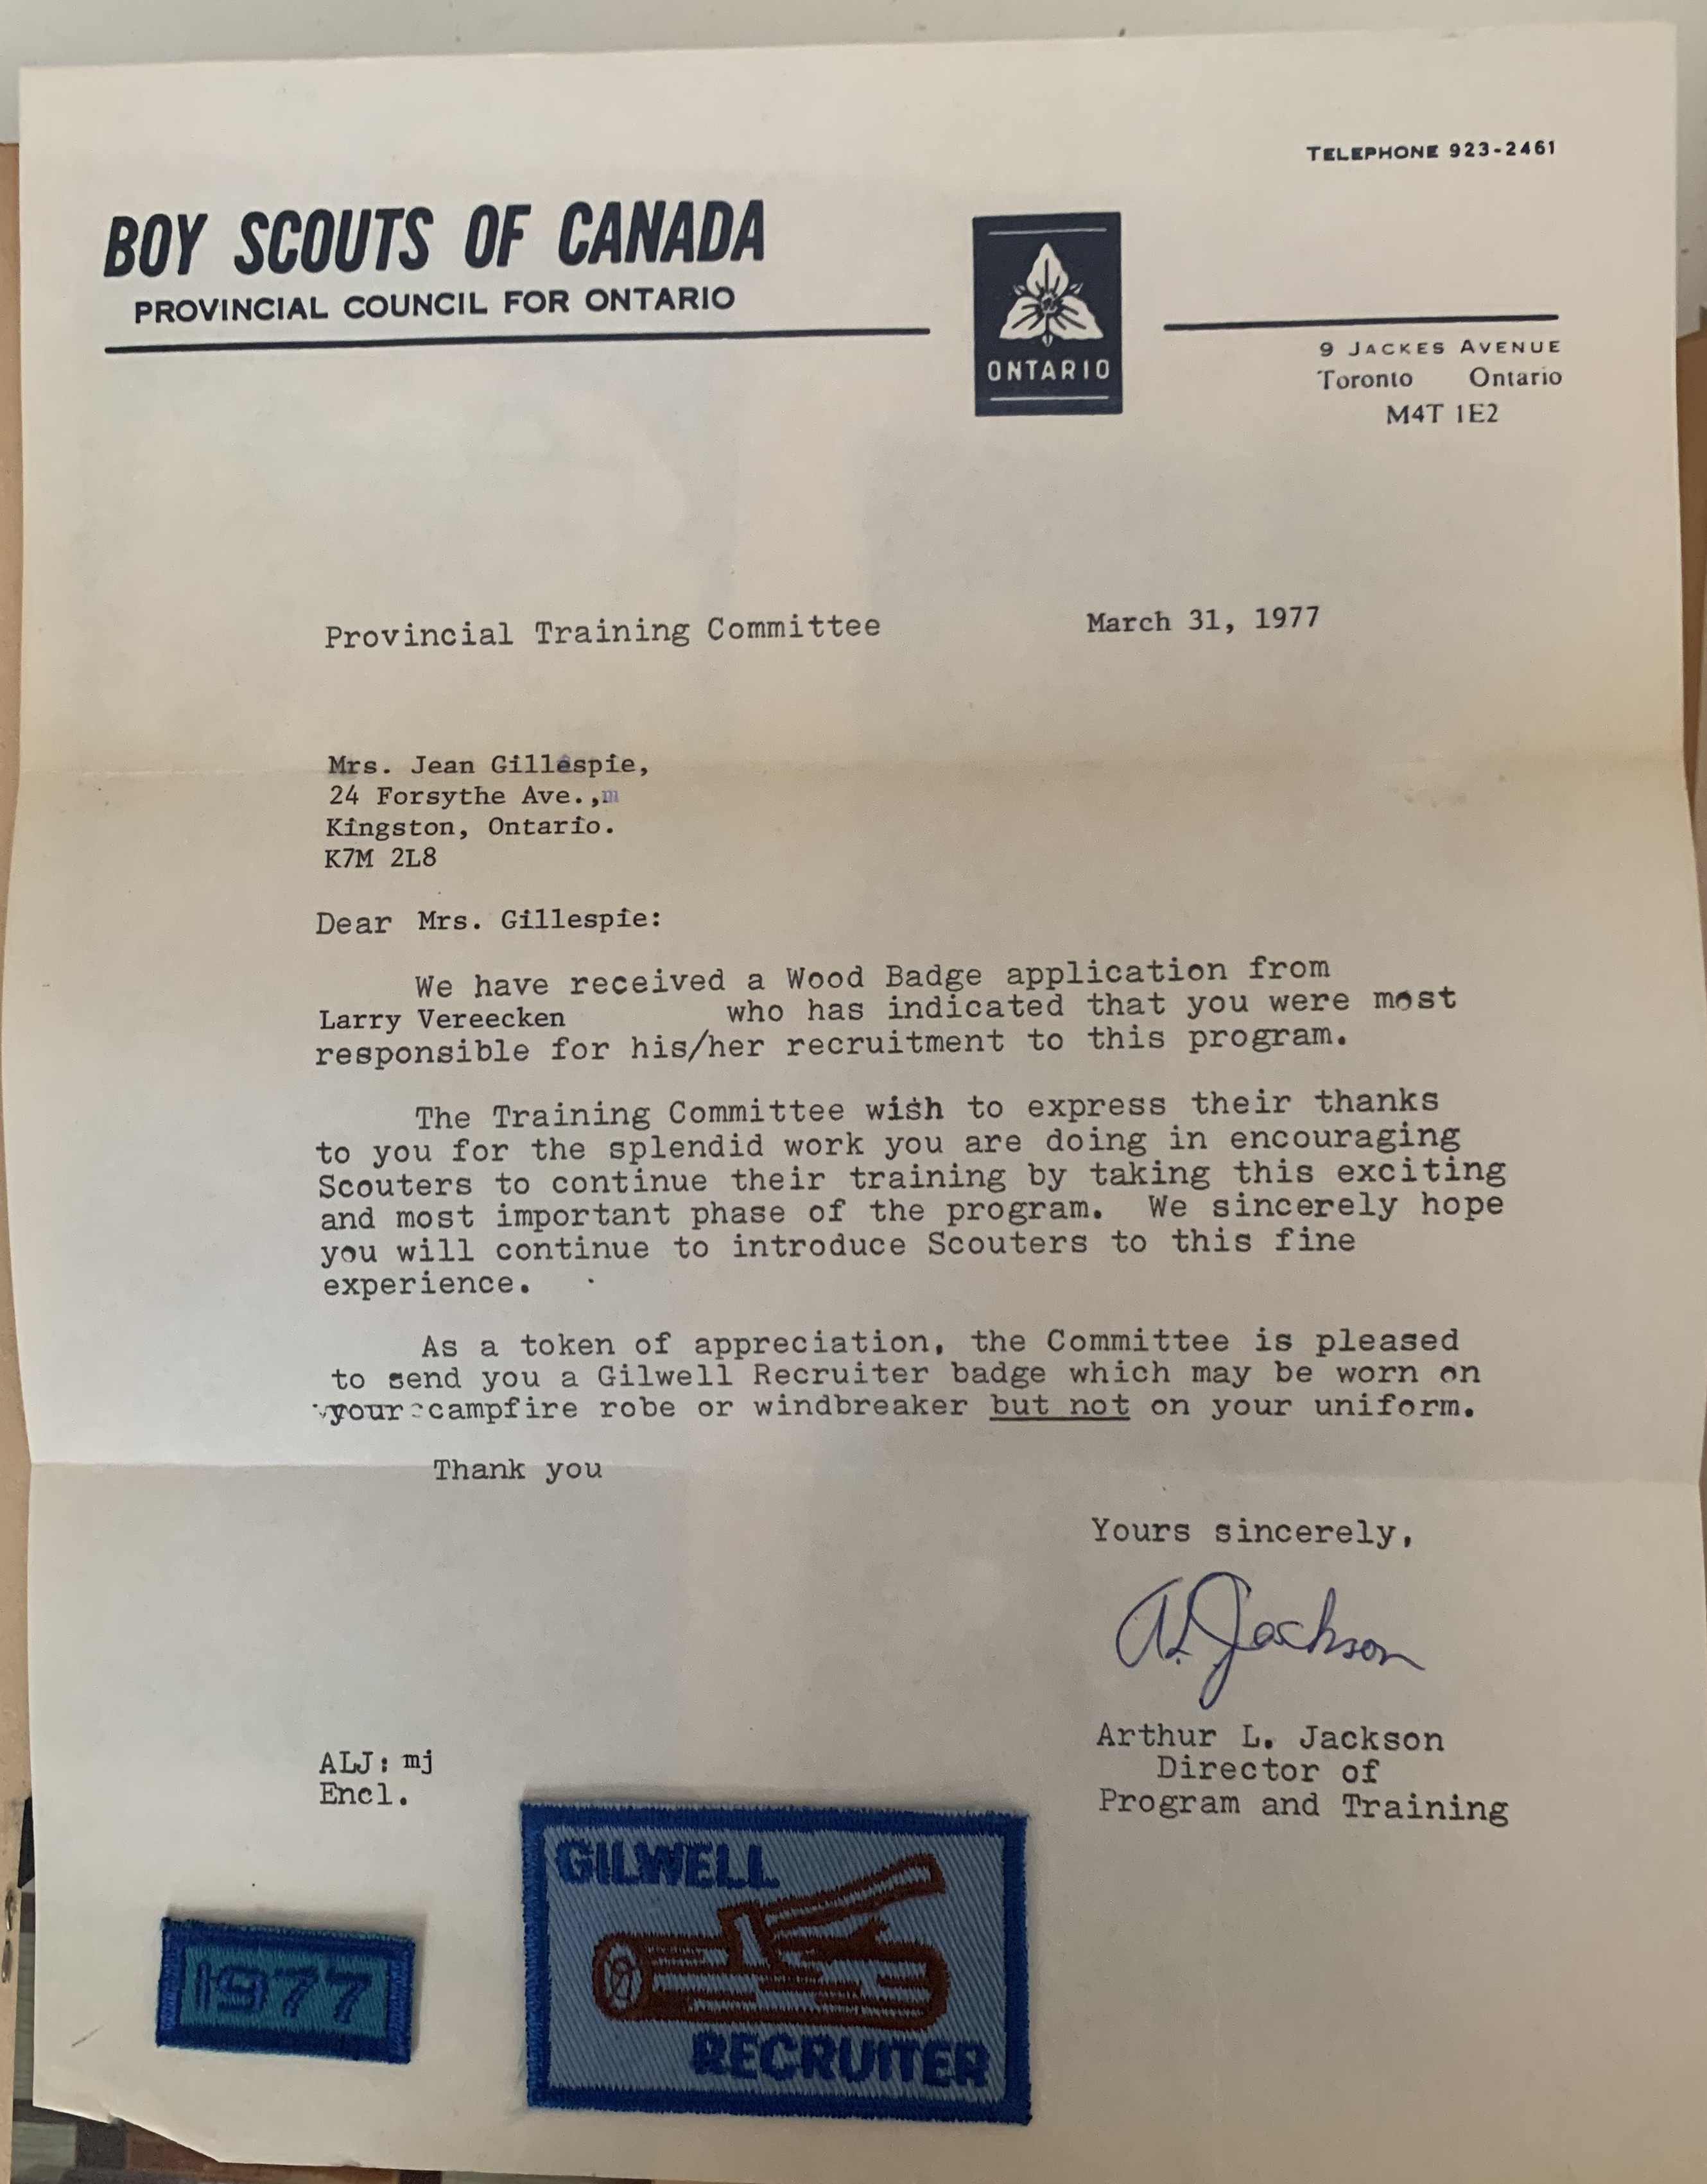 TELEPHONE 923-2461
BOY SCOUTS OF CANADA
PROVINCIAL COUNCIL FOR ONTARIO
ONTARIO
9 JACKES AVENUE
Toronto Ontario
M4T 1E2
Provincial Training Committee March 31, 1977
Mrs. Jean Gillespie,
24 Forsythe Ave.,m
Kingston, Ontario.
K7M 2L8
Dear Mrs. Gillespie:
We have received a Wood Badge application from
Larry Vereecken who has indicated that you were most
responsible for his/her recruitment to this program.
The Training Committee wish to express their thanks
to you for the splendid work you are doing in encouraging
Scouters to continue their training by taking this exciting
and most important phase of the program. We sincerely hope
you will continue to introduce Scouters to this fine
experience.
As a token of appreciation, the Committee is pleased
to send you a Gilwell Recruiter badge which may be worn on
your campfire robe or windbreaker but not on your uniform.
Thank you
Yours sincerely,
A.L. Jackson
Arthur L. Jackson
Director of
Program and Training
ALJ: mj
Encl.
GILWELL
RECRUITER
1977